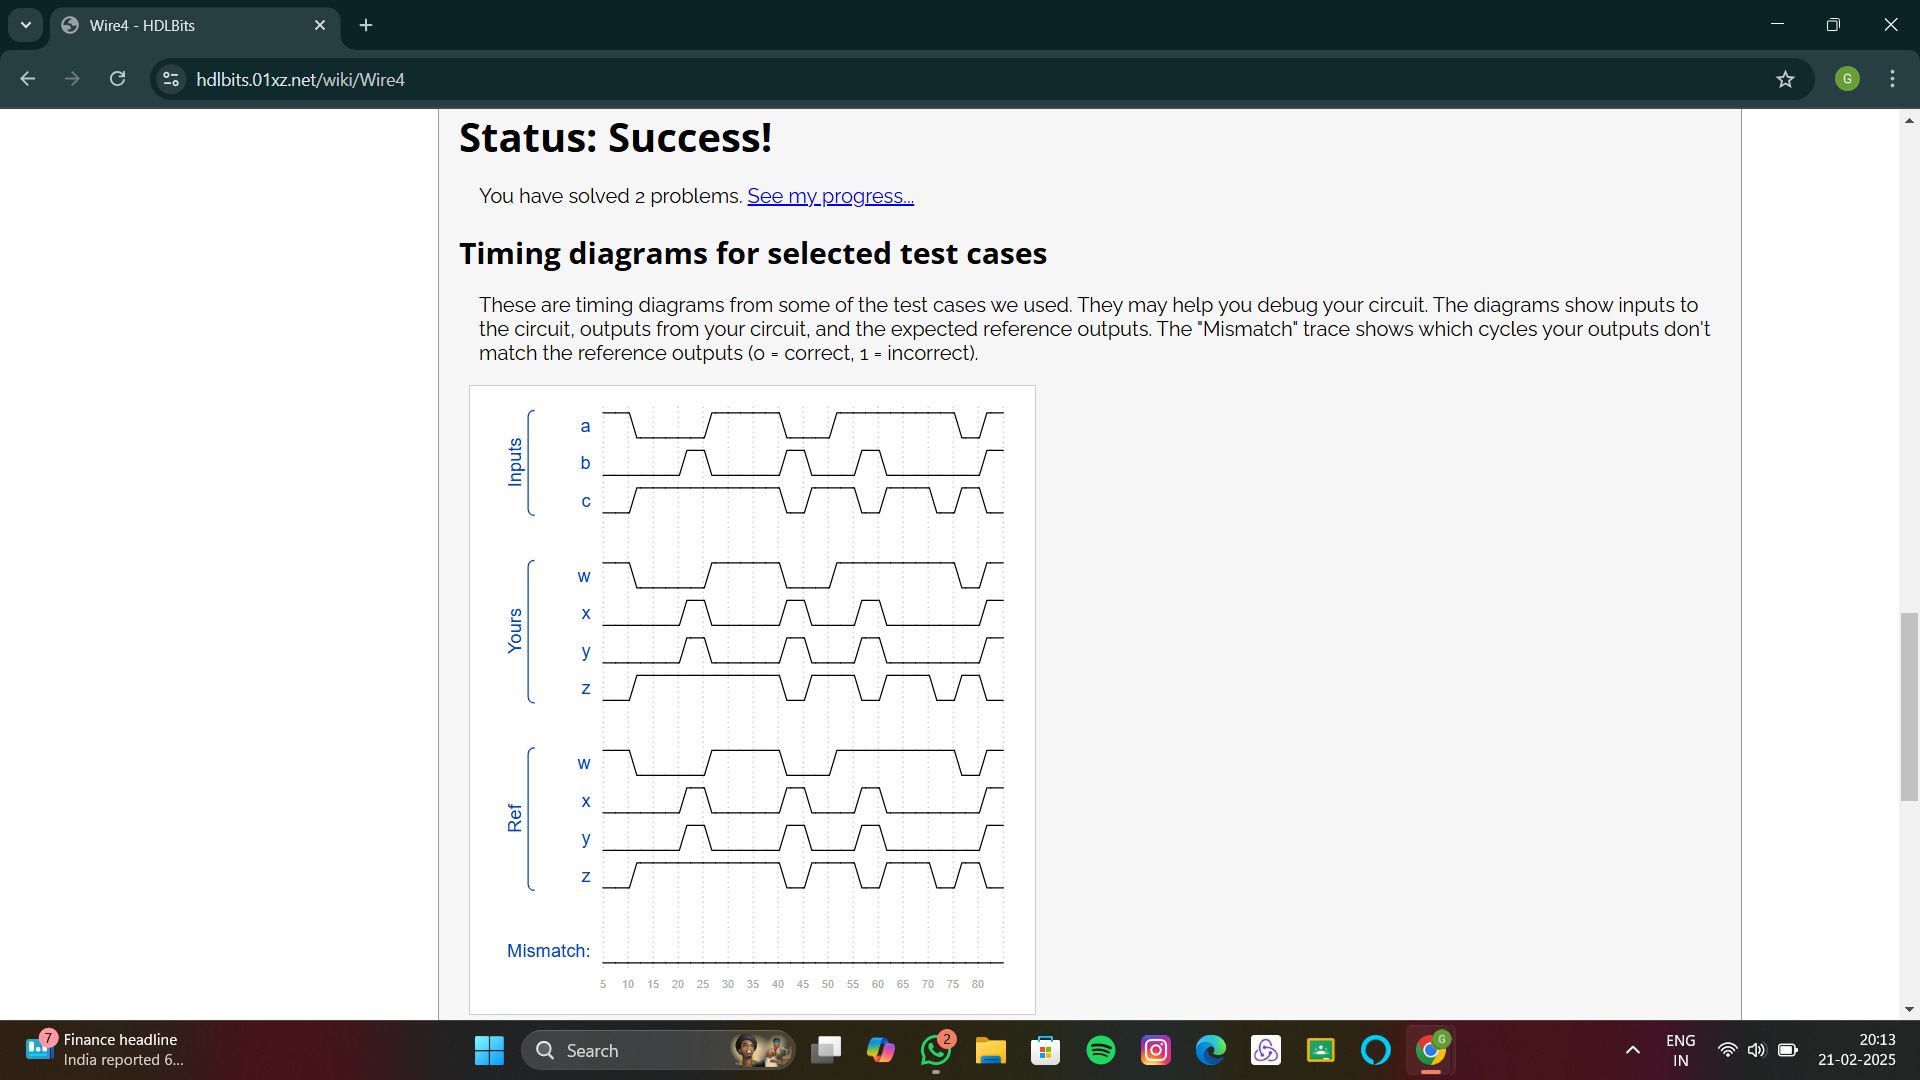 Wire4 - HDLBits
hdlbits.01xz.net/wiki/Wire4
G
Status: Success!
You have solved 2 problems. See my progress...
Timing diagrams for selected test cases
These are timing diagrams from some of the test cases we used. They may help you debug your circuit. The diagrams show inputs to
the circuit, outputs from your circuit, and the expected reference outputs. The "Mismatch" trace shows which cycles your outputs don't
match the reference outputs (0 = correct, 1 = incorrect).
Inputs
a
b
c
Yours
w
x
y
z
Ref
w
x
y
z
Mismatch:
5 10 15 20 25 30 35 40 45 50 55 60 65 70 75 80
7
Finance headline
India reported 6...
Search
2
G
ENG
IN
20:13
21-02-2025